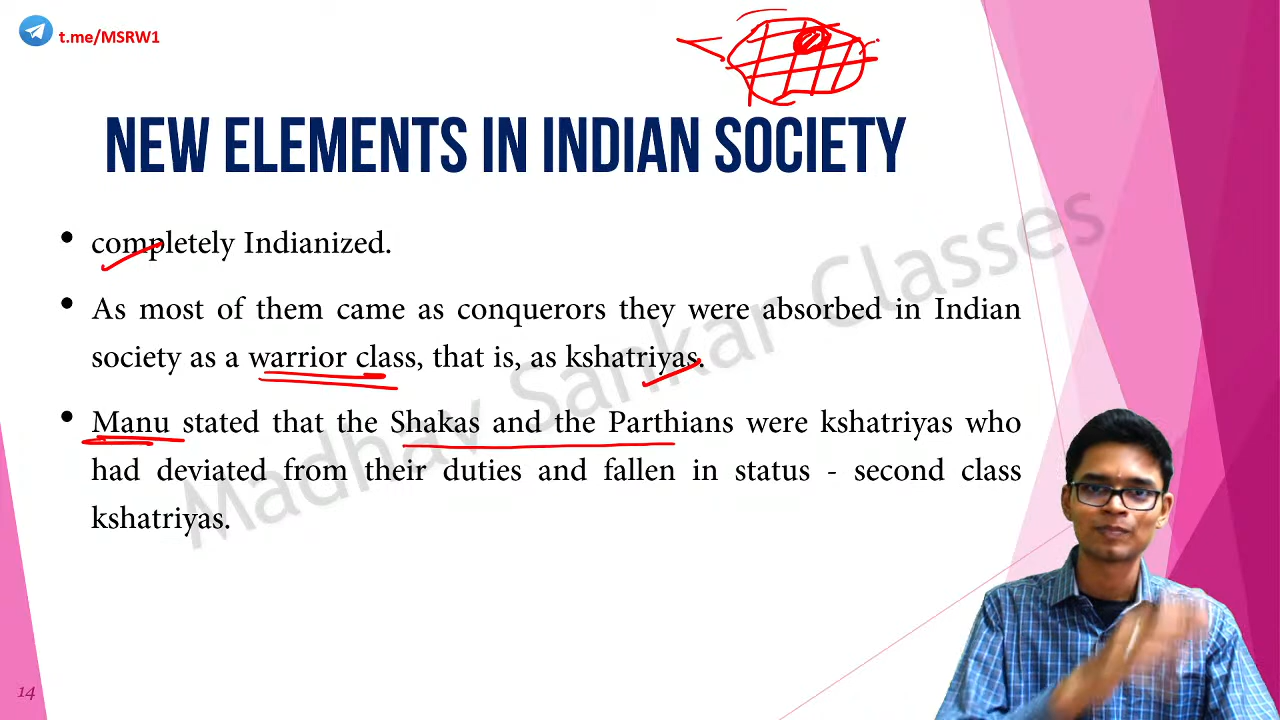 t.me/MSRW1
NEW ELEMENTS IN INDIAN SOCIETY
• completely Indianized.
• As most of them came as conquerors they were absorbed in Indian
society as a warrior class, that is, as kshatriyas.
• Manu stated that the Shakas and the Parthians were kshatriyas who
had deviated from their duties and fallen in status - second class
kshatriyas.
Madhav Sankar Classes
14